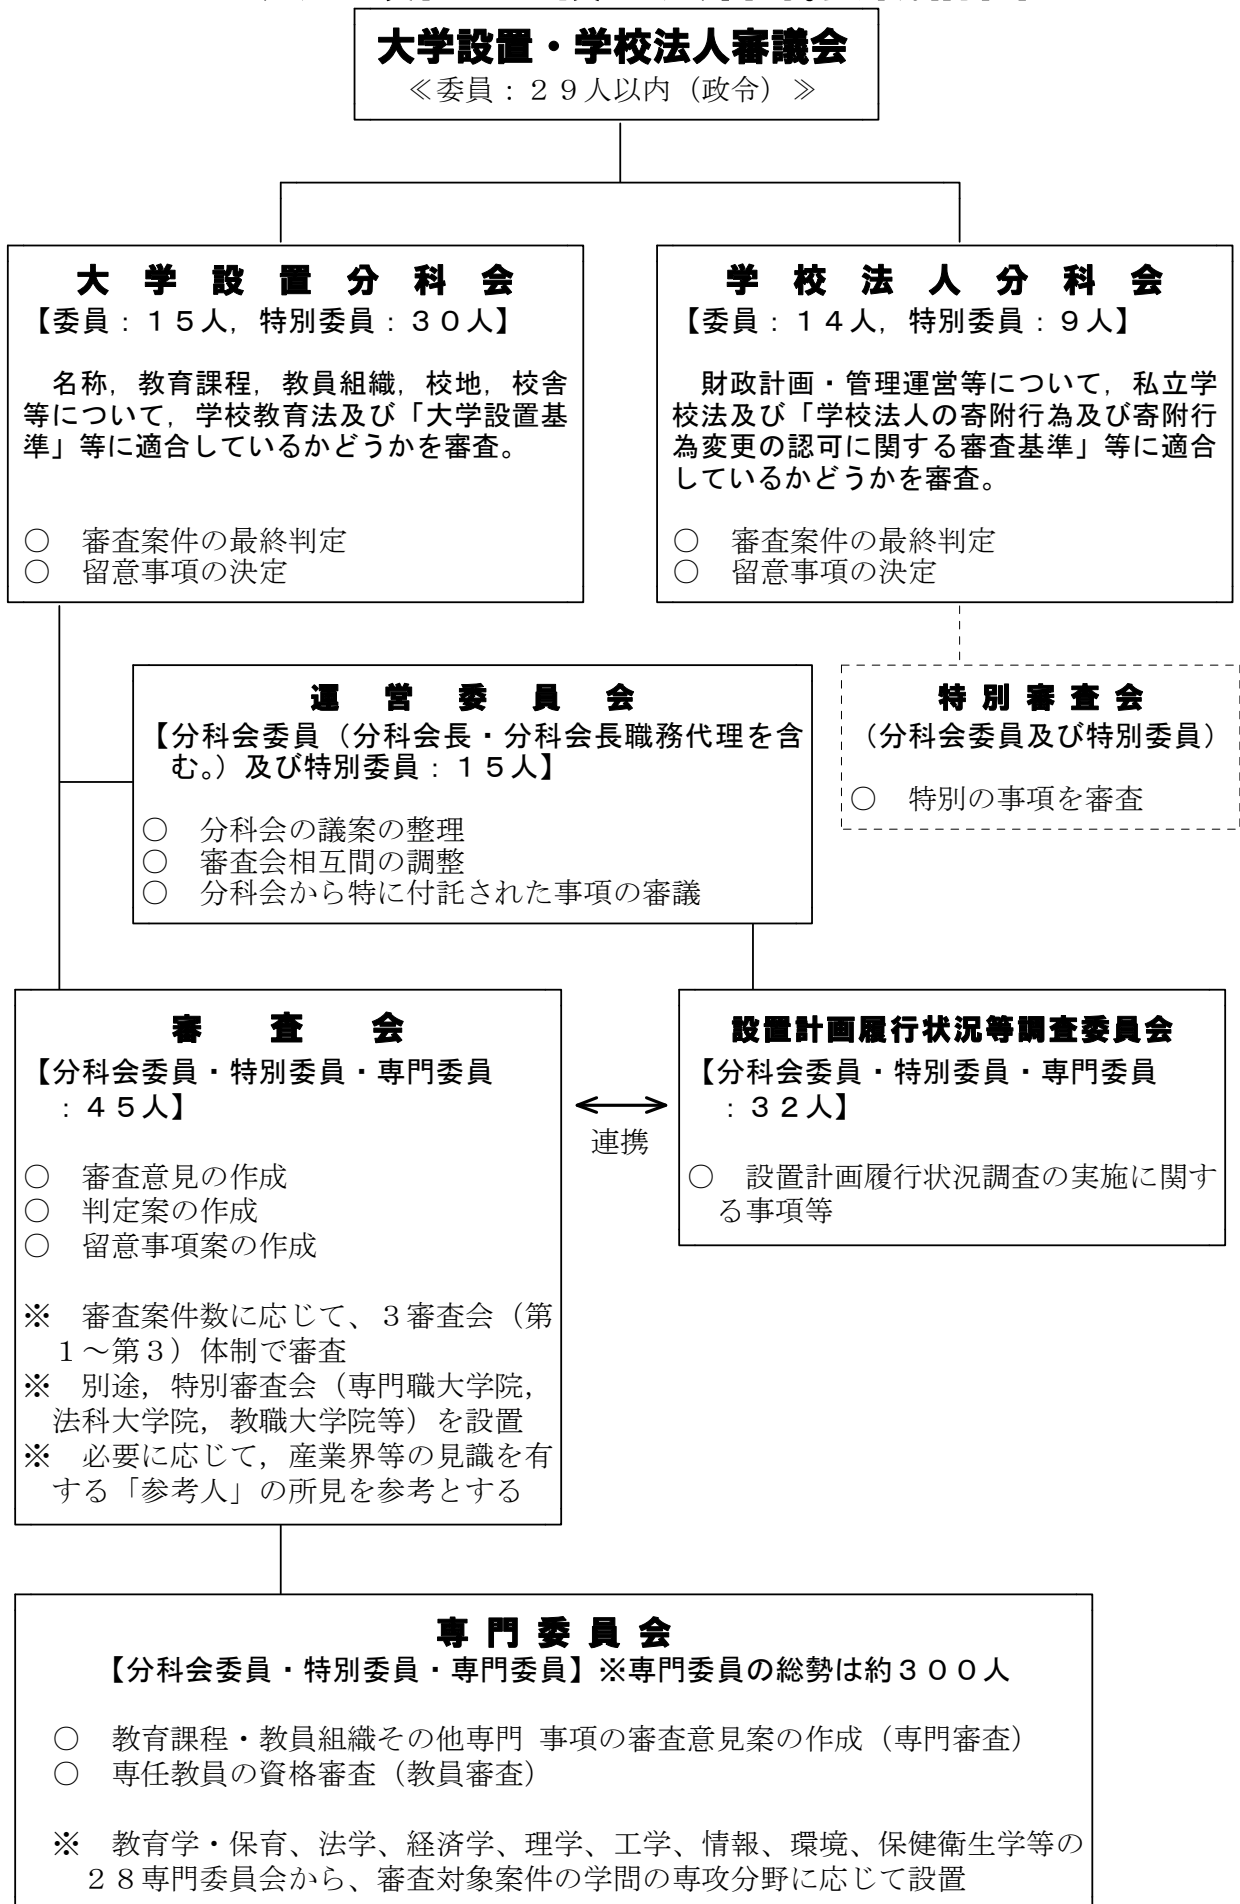 大学設置・学校法人審議会
≪委員：２９人以内（政令）≫
大学設置分科会
【委員：１５人，特別委員：３０人】
名称，教育課程，教員組織，校地，校舎
等について，学校教育法及び「大学設置基
準」等に適合しているかどうかを審査。
○　審査案件の最終判定
○　留意事項の決定
学校法人分科会
【委員：１４人，特別委員：９人】
財政計画・管理運営等について，私立学
校法及び「学校法人の寄附行為及び寄附行
為変更の認可に関する審査基準」等に適合
しているかどうかを審査。
○　審査案件の最終判定
○　留意事項の決定
運営委員会
【分科会委員（分科会長・分科会長職務代理を含
む。）及び特別委員：１５人】
○　分科会の議案の整理
○　審査会相互間の調整
○　分科会から特に付託された事項の審議
特別審査会
（分科会委員及び特別委員）
○　特別の事項を審査
審査会
【分科会委員・特別委員・専門委員
：４５人】
○　審査意見の作成
○　判定案の作成
○　留意事項案の作成
※　審査案件数に応じて、３審査会（第
１～第３）体制で審査
※　別途，特別審査会（専門職大学院，
法科大学院，教職大学院等）を設置
※　必要に応じて，産業界等の見識を有
する「参考人」の所見を参考とする
連携
設置計画履行状況等調査委員会
【分科会委員・特別委員・専門委員
：３２人】
○　設置計画履行状況調査の実施に関す
る事項等
専門委員会
【分科会委員・特別委員・専門委員】※専門委員の総勢は約３００人
○　教育課程・教員組織その他専門 事項の審査意見案の作成（専門審査）
○　専任教員の資格審査（教員審査）
※　教育学・保育、法学、経済学、理学、工学、情報、環境、保健衛生学等の
２８専門委員会から、審査対象案件の学問の専攻分野に応じて設置